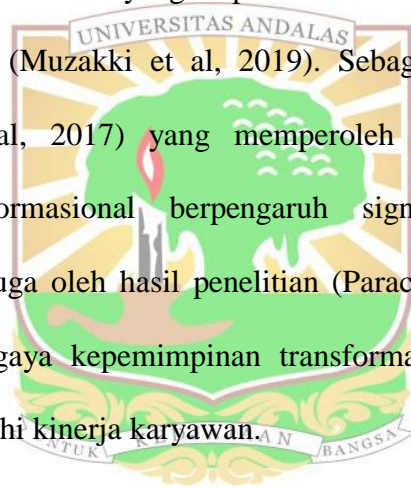 UNIVERSITAS ANDALAS
(Muzakki et al, 2019). Sebag
al, 2017) yang memperoleh
ormasional berpengaruh sign
uga oleh hasil penelitian (Parac
gaya kepemimpinan transforma
hi kinerja karyawan.
UNTUK BANGSA